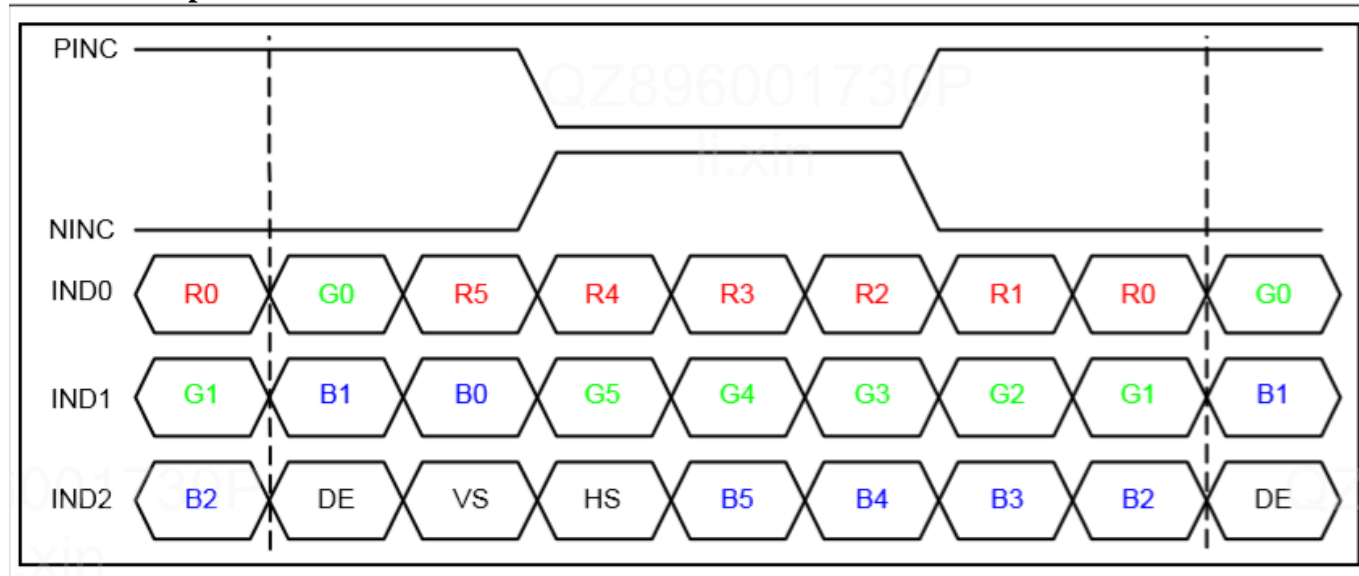 PINC
QZ896001730P
li.xin
NINC
IND0 R0 G0 R5 R4 R3 R2 R1 R0 G0
IND1 G1 B1 B0 G5 G4 G3 G2 G1 B1
IND2 B2 DE VS HS B5 B4 B3 B2 DE